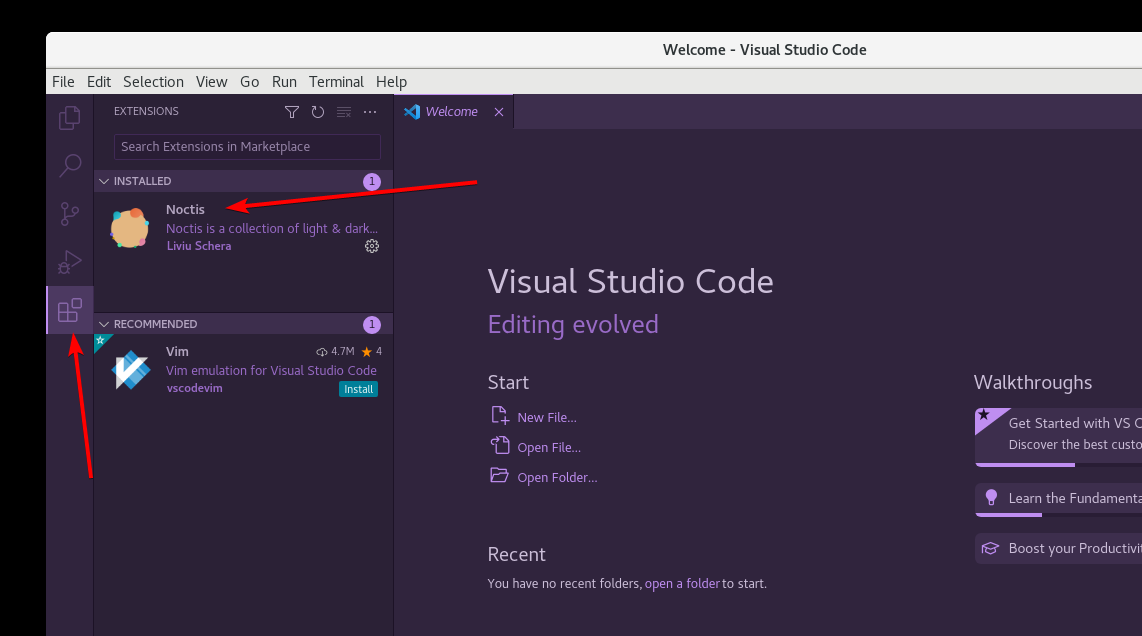 Welcome - Visual Studio Code
File Edit Selection View Go Run Terminal Help
EXTENSIONS
Welcome
Search Extensions in Marketplace
INSTALLED 1
Noctis
Noctis is a collection of light & dark...
Liviu Schera
RECOMMENDED 1
Vim 4.7M 4
Vim emulation for Visual Studio Code
vscodevim Install
Visual Studio Code
Editing evolved
Start
New File...
Open File...
Open Folder...
Recent
You have no recent folders, open a folder to start.
Walkthroughs
Get Started with VS C
Discover the best custo
Learn the Fundamenta
Boost your Productivi